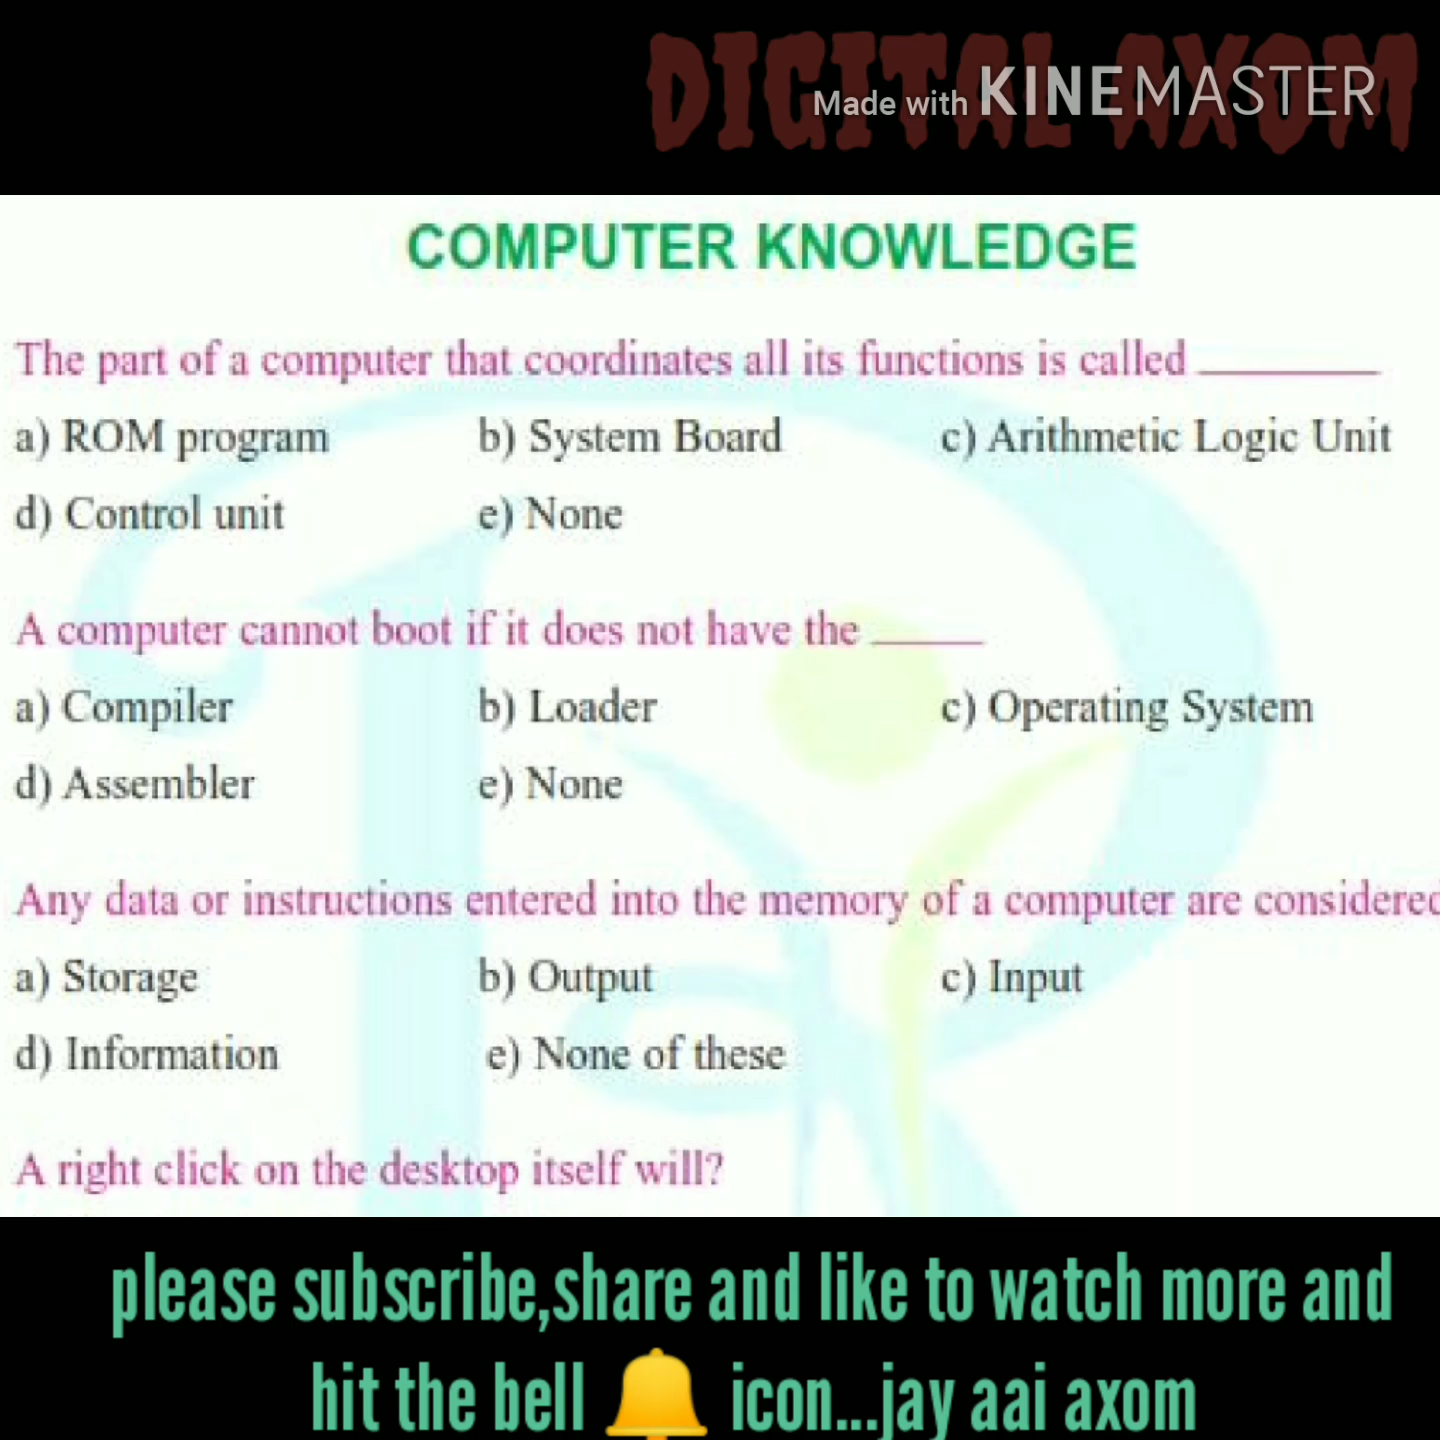 DIGITAL AXOM
Made with KINEMASTER
COMPUTER KNOWLEDGE
The part of a computer that coordinates all its functions is called ________
a) ROM program b) System Board c) Arithmetic Logic Unit
d) Control unit e) None
A computer cannot boot if it does not have the _____
a) Compiler b) Loader c) Operating System
d) Assembler e) None
Any data or instructions entered into the memory of a computer are considered
a) Storage b) Output c) Input
d) Information e) None of these
A right click on the desktop itself will?
please subscribe,share and like to watch more and
hit the bell 🔔 icon...jay aai axom